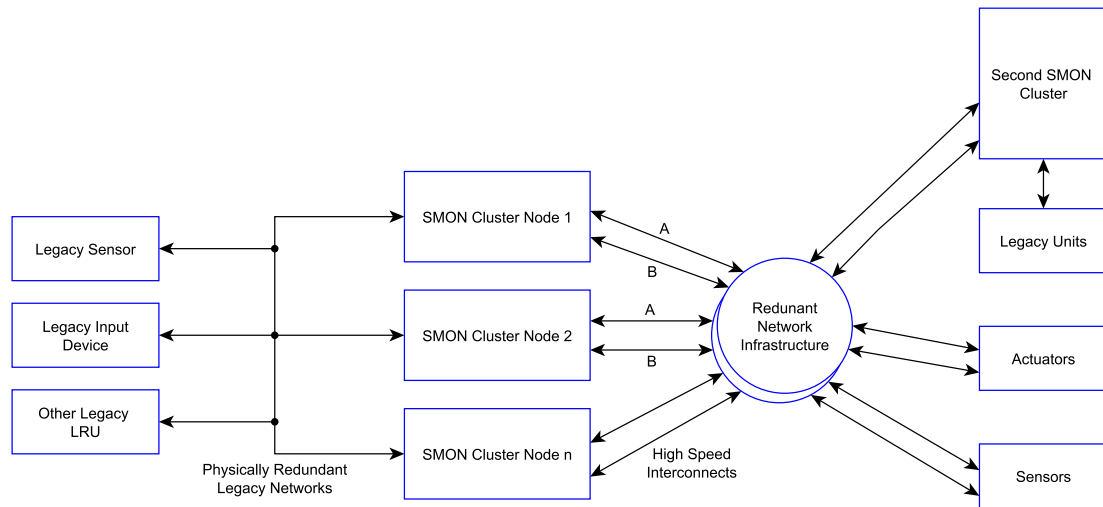 Second SMON
Cluster
Legacy Units
SMON Cluster Node 1
A
B
Legacy Sensor
Legacy Input
Device
SMON Cluster Node 2
A
B
Redunant
Network
Infrastructure
Actuators
Other Legacy
LRU
SMON Cluster Node n
Physically Redundant
Legacy Networks
High Speed
Interconnects
Sensors